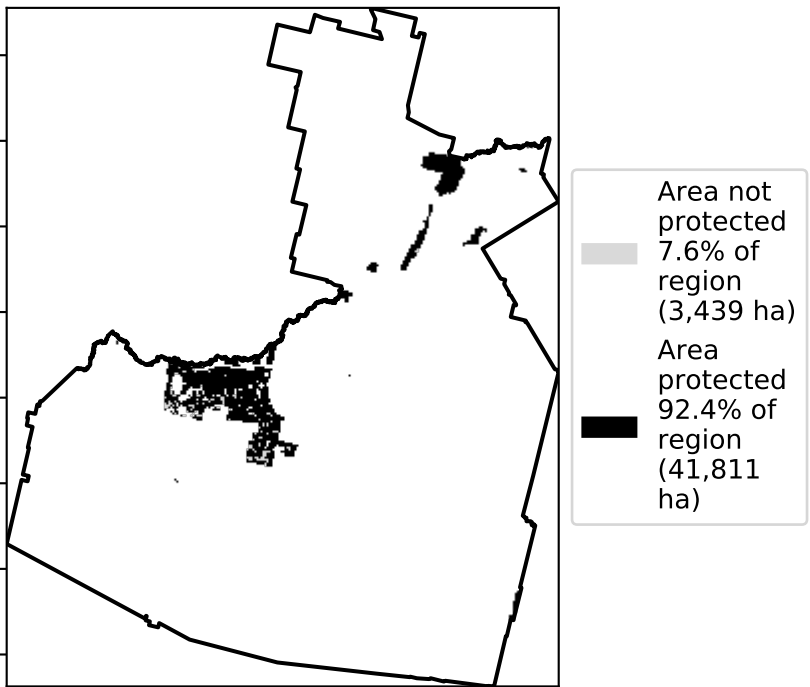 Area not
protected
7.6% of
region
(3,439 ha)
Area
protected
92.4% of
region
(41,811
ha)